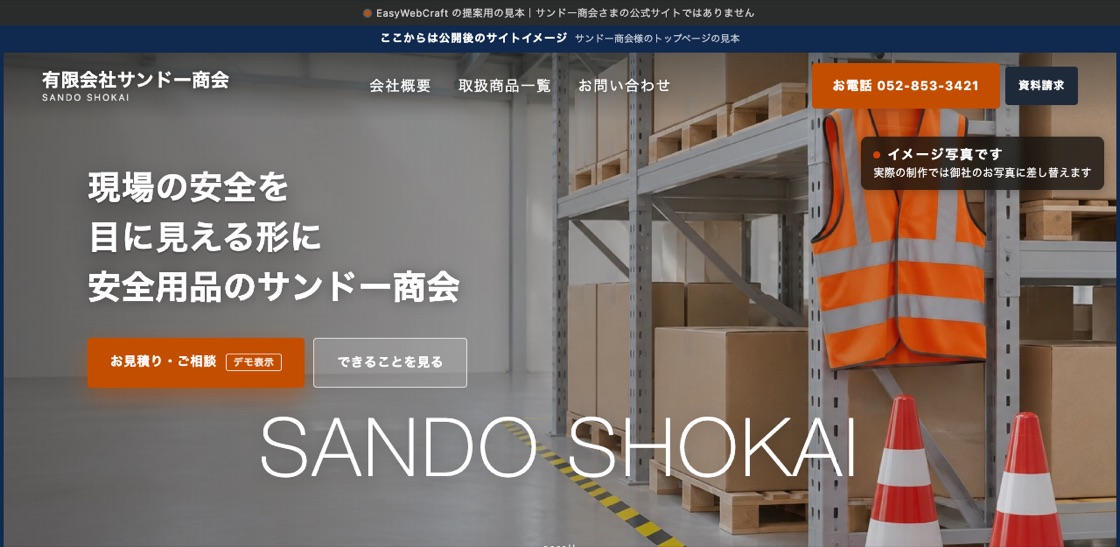 EasyWebCraft の提案用の見本｜サンドー商会さまの公式サイトではありません
ここからは公開後のサイトイメージ サンドー商会様のトップページの見本
有限会社サンドー商会
SANDO SHOKAI
会社概要 取扱商品一覧 お問い合わせ
お電話 052-853-3421
資料請求
イメージ写真です
実際の制作では御社のお写真に差し替えます
現場の安全を
目に見える形に
安全用品のサンドー商会
お見積り・ご相談 デモ表示
できることを見る
SANDO SHOKAI